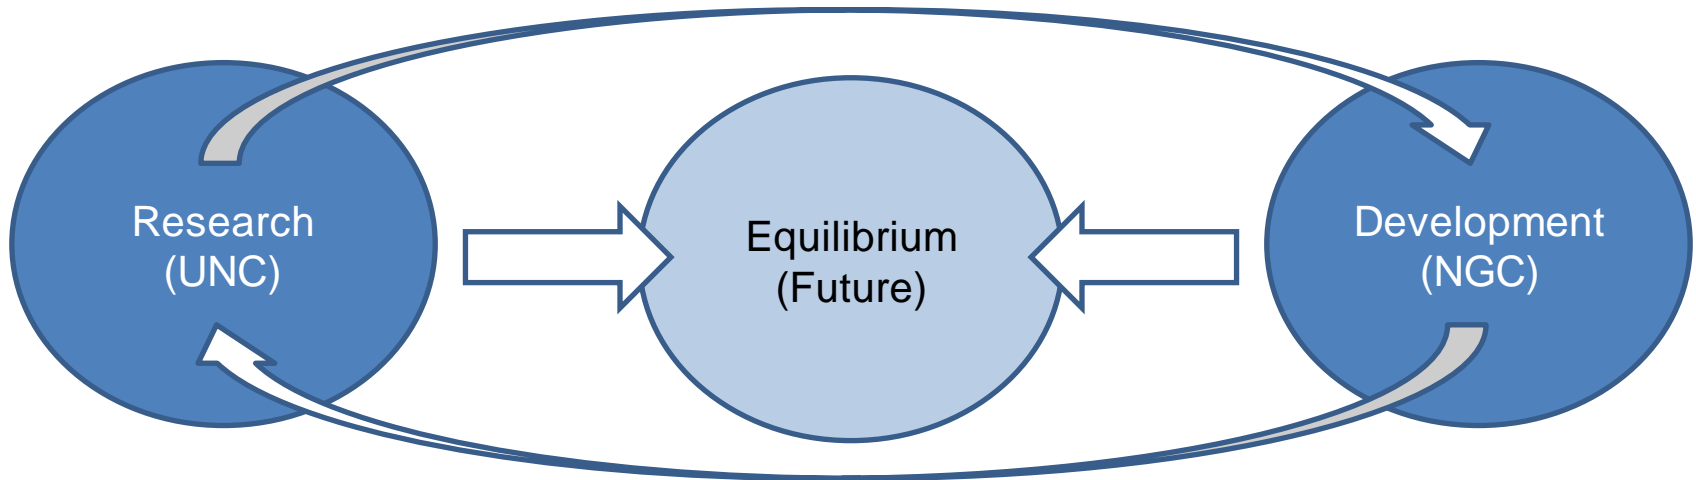 Research
(UNC)
Equilibrium
(Future)
Development
(NGC)